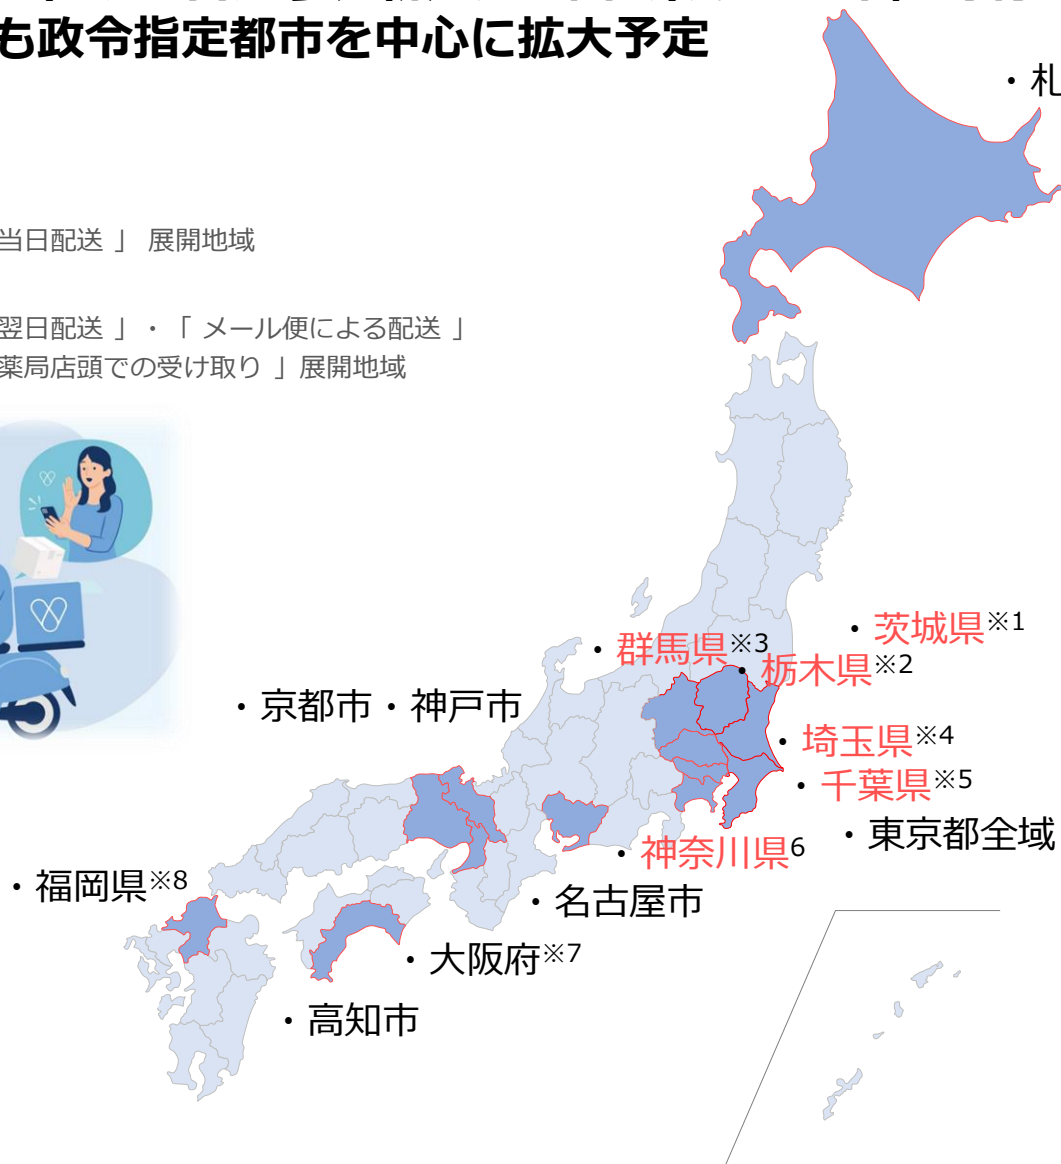 も政令指定都市を中心に拡大予定
・札
当日配送 」 展開地域
翌日配送 」・「 メール便による配送 」
薬局店頭での受け取り 」展開地域
・茨城県※1
・群馬県※3
・栃木県※2
・京都市・神戸市
・埼玉県※4
・千葉県※5
・東京都全域
・神奈川県6
・福岡県※8
・名古屋市
・大阪府※7
・高知市